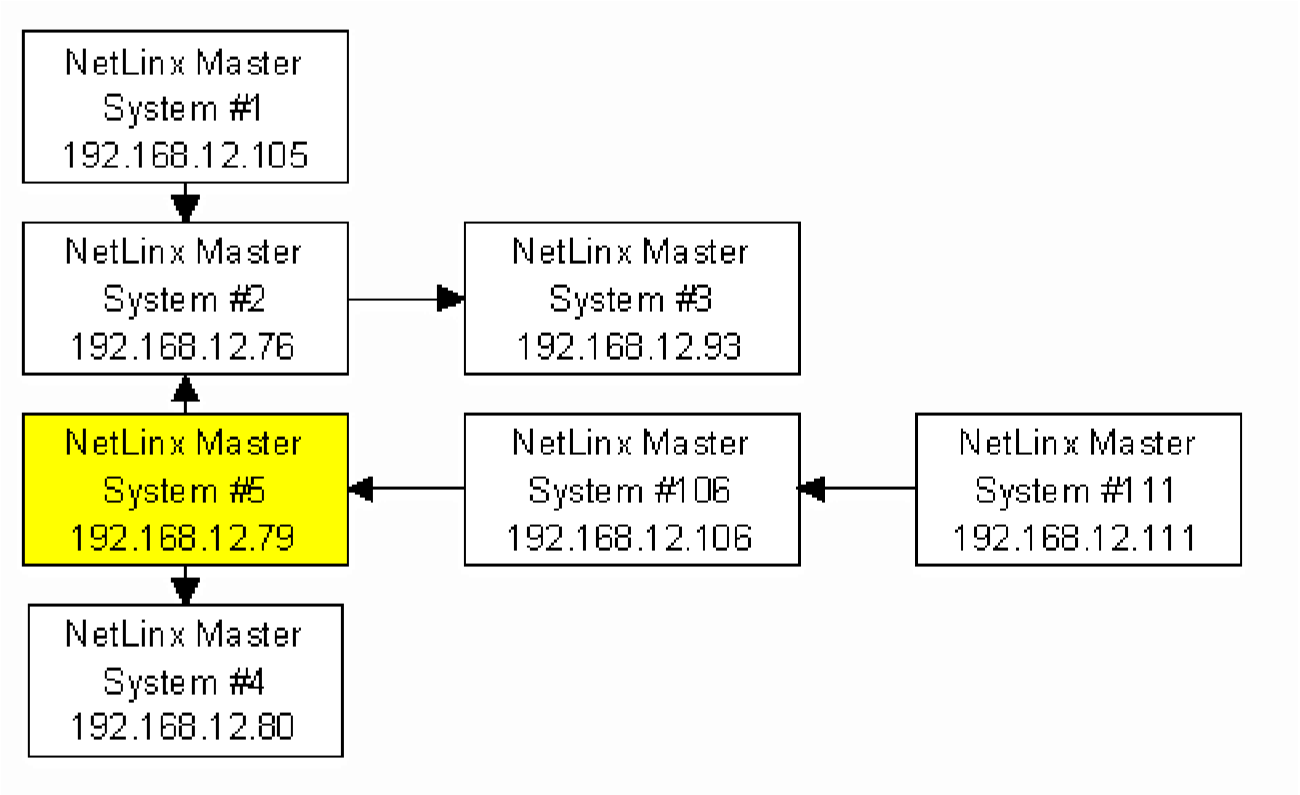 NetLinx Master
System #1
192.168.12.105
NetLinx Master
System #2
192.168.12.76
NetLinx Master
System #3
192.168.12.93
NetLinx Master
System #5
192.168.12.79
NetLinx Master
System #106
192.168.12.106
NetLinx Master
System #111
192.168.12.111
NetLinx Master
System #4
192.168.12.80